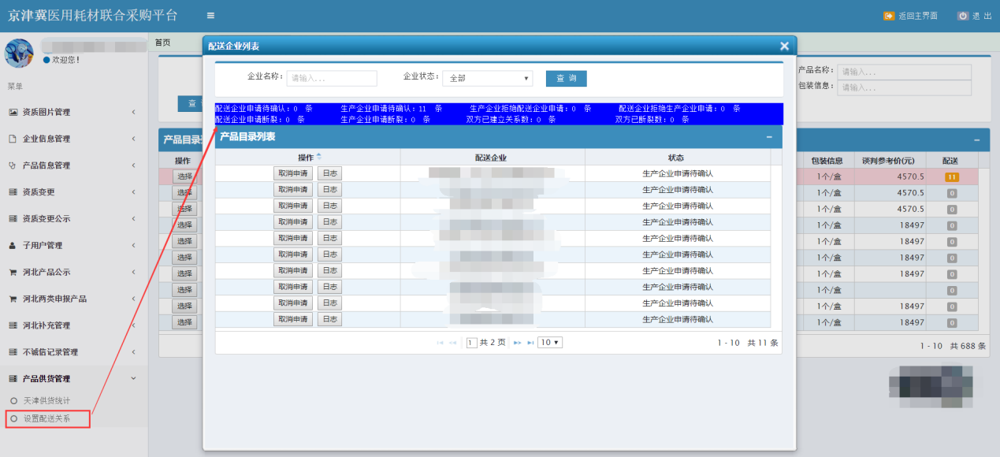 京津冀医用耗材联合采购平台
返回主界面
退 出
欢迎您!
菜单
资质图片管理
企业信息管理
产品信息管理
资质变更
资质变更公示
子用户管理
河北产品公示
河北两类申报产品
河北补充管理
不诚信记录管理
产品供货管理
天津供货统计
设置配送关系
首页
查
产品目录
操作
选择
选择
选择
选择
选择
选择
选择
选择
选择
选择
配送企业列表
企业名称: 请输入... 企业状态: 全部 查 询
配送企业申请待确认: 0 条 生产企业申请待确认: 11 条 生产企业拒绝配送企业申请: 0 条 配送企业拒绝生产企业申请: 0 条
配送企业申请断裂: 0 条 生产企业申请断裂: 0 条 双方已建立关系数: 0 条 双方已断裂数: 0 条
产品目录列表
操作 配送企业 状态
取消申请 日志 生产企业申请待确认
取消申请 日志 生产企业申请待确认
取消申请 日志 生产企业申请待确认
取消申请 日志 生产企业申请待确认
取消申请 日志 生产企业申请待确认
取消申请 日志 生产企业申请待确认
取消申请 日志 生产企业申请待确认
取消申请 日志 生产企业申请待确认
取消申请 日志 生产企业申请待确认
取消申请 日志 生产企业申请待确认
1 共 2 页 10 1 - 10 共 11 条
产品名称: 请输入...
包装信息: 请输入...
包装信息 谈判参考价(元) 配送
1个/盒 4570.5 11
1个/盒 4570.5 0
1个/盒 4570.5 0
1个/盒 18497 0
1个/盒 18497 0
1个/盒 18497 0
1个/盒 18497 0
1个/盒 0
1个/盒 18497 0
1个/盒 18497 0
1 - 10 共 688 条